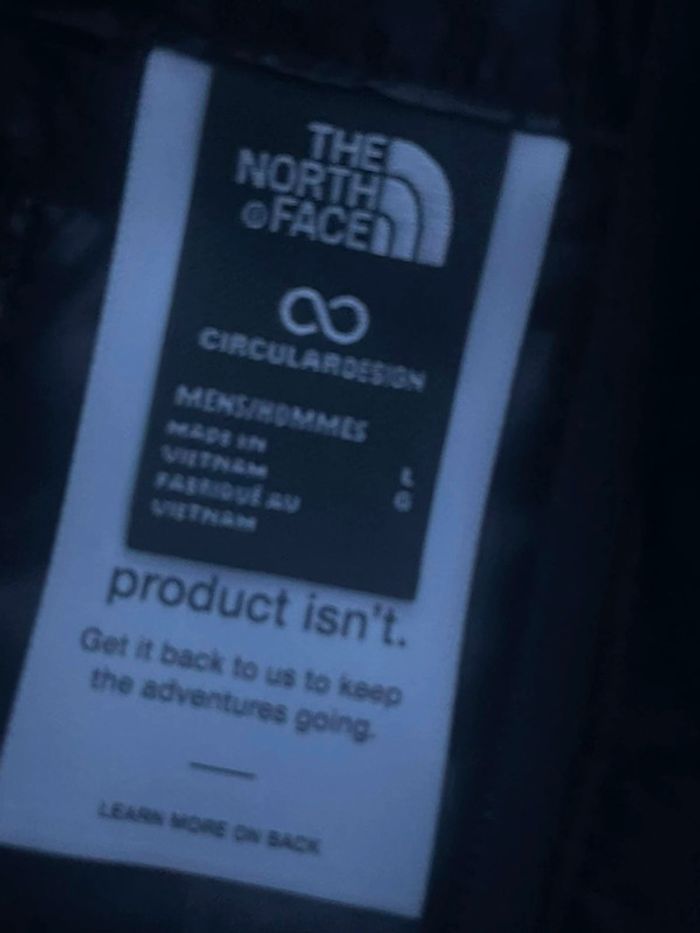 THE
NORTH
®FACE
CIRCULARDESIGN
MENS/HOMMES
MADE IN
VIETNAM
L
FABRIQUÉ AU
G
VIETNAM
product isn't.
Get it back to us to keep
the adventures going.
LEARN MORE ON BACK